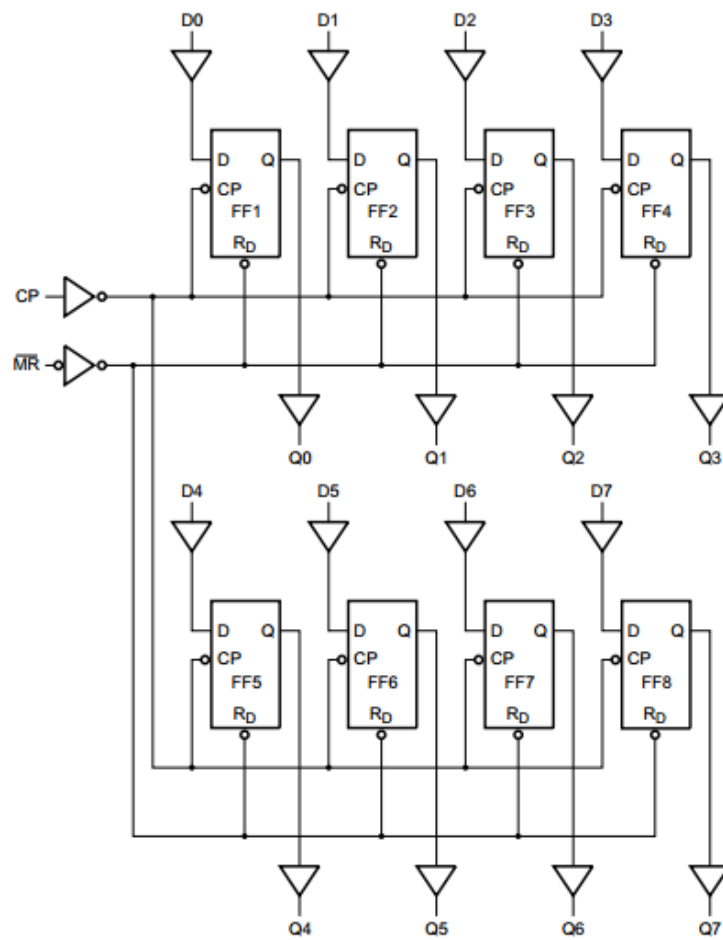 D0 D1 D2 D3
D Q D Q D Q D Q
CP CP CP CP
FF1 FF2 FF3 FF4
RD RD RD RD
CP
M̅R̅
Q0 Q1 Q2 Q3
D4 D5 D6 D7
D Q D Q D Q D Q
CP CP CP CP
FF5 FF6 FF7 FF8
RD RD RD RD
Q4 Q5 Q6 Q7